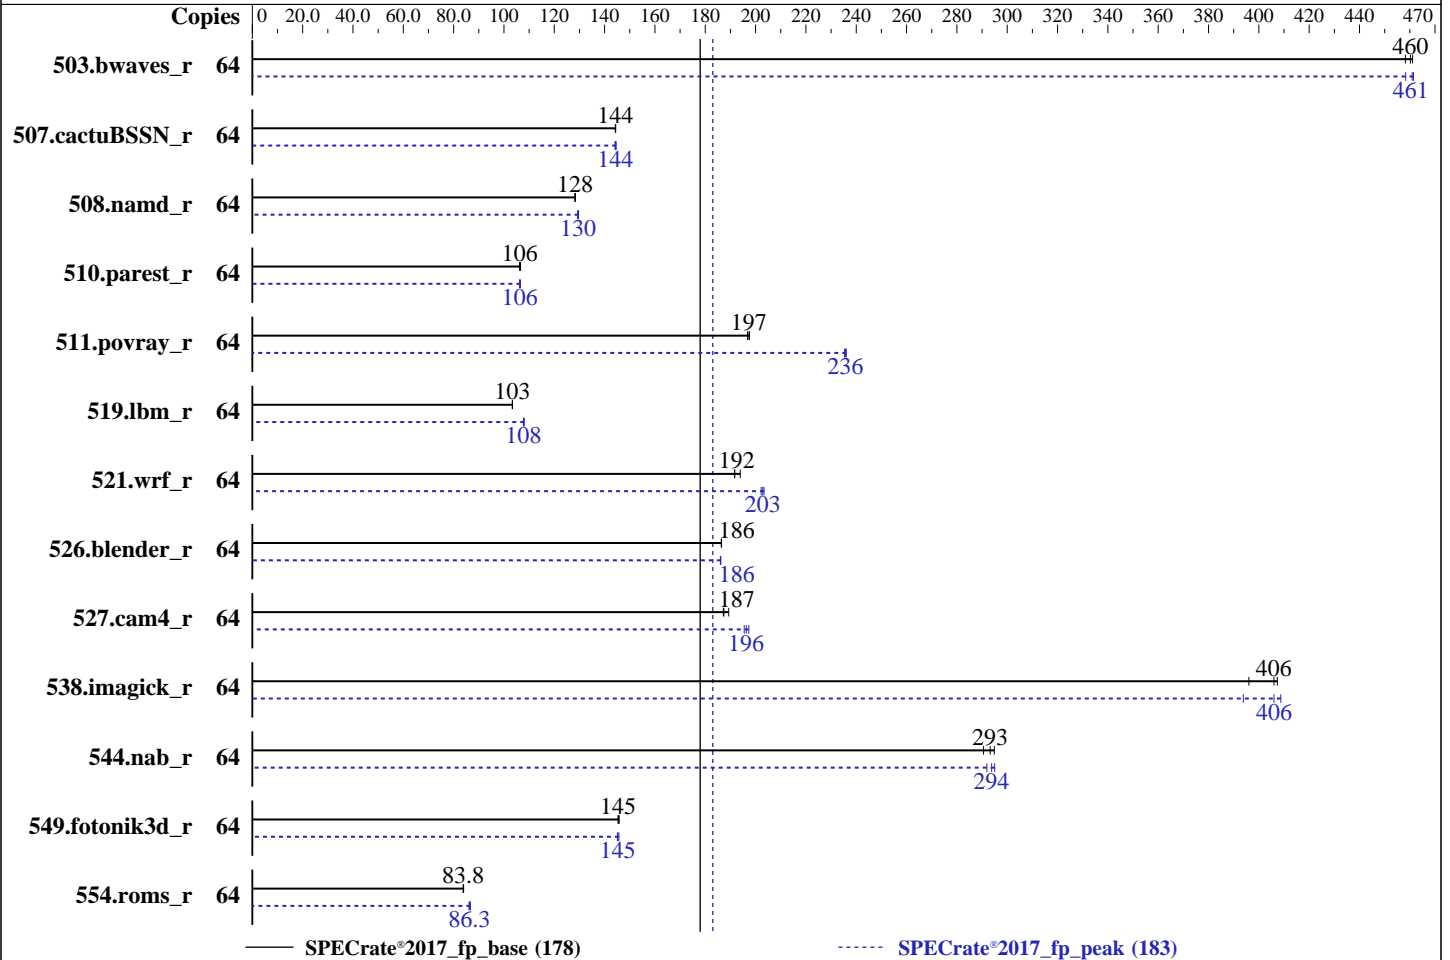 Copies 0 20.0 40.0 60.0 80.0 100 120 140 160 180 200 220 240 260 280 300 320 340 360 380 400 420 440 470
503.bwaves_r 64 460
461
507.cactuBSSN_r 64 144
144
508.namd_r 64 128
130
510.parest_r 64 106
106
511.povray_r 64 197
236
519.lbm_r 64 103
108
521.wrf_r 64 192
203
526.blender_r 64 186
186
527.cam4_r 64 187
196
538.imagick_r 64 406
406
544.nab_r 64 293
294
549.fotonik3d_r 64 145
145
554.roms_r 64 83.8
86.3
SPECrate®2017_fp_base (178) SPECrate®2017_fp_peak (183)